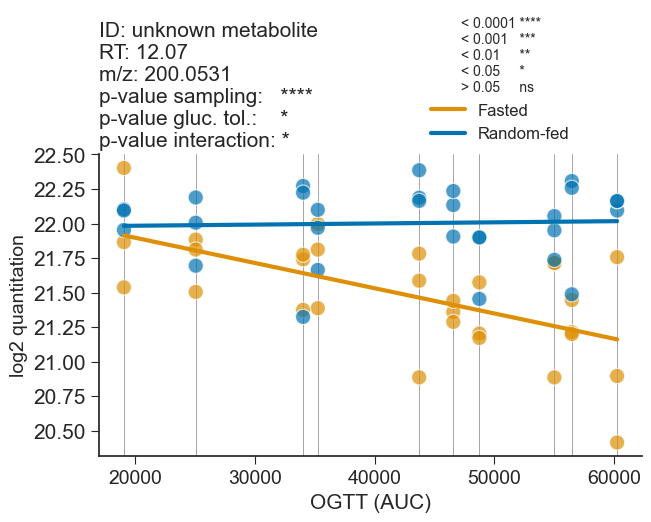 ID: unknown metabolite
RT: 12.07
m/z: 200.0531
p-value sampling: ****
p-value gluc. tol.: *
p-value interaction: *
< 0.0001 ****
< 0.001 ***
< 0.01 **
< 0.05 *
> 0.05 ns
Fasted
Random-fed
log2 quantitation
22.50
22.25
22.00
21.75
21.50
21.25
21.00
20.75
20.50
20000 30000 40000 50000 60000
OGTT (AUC)